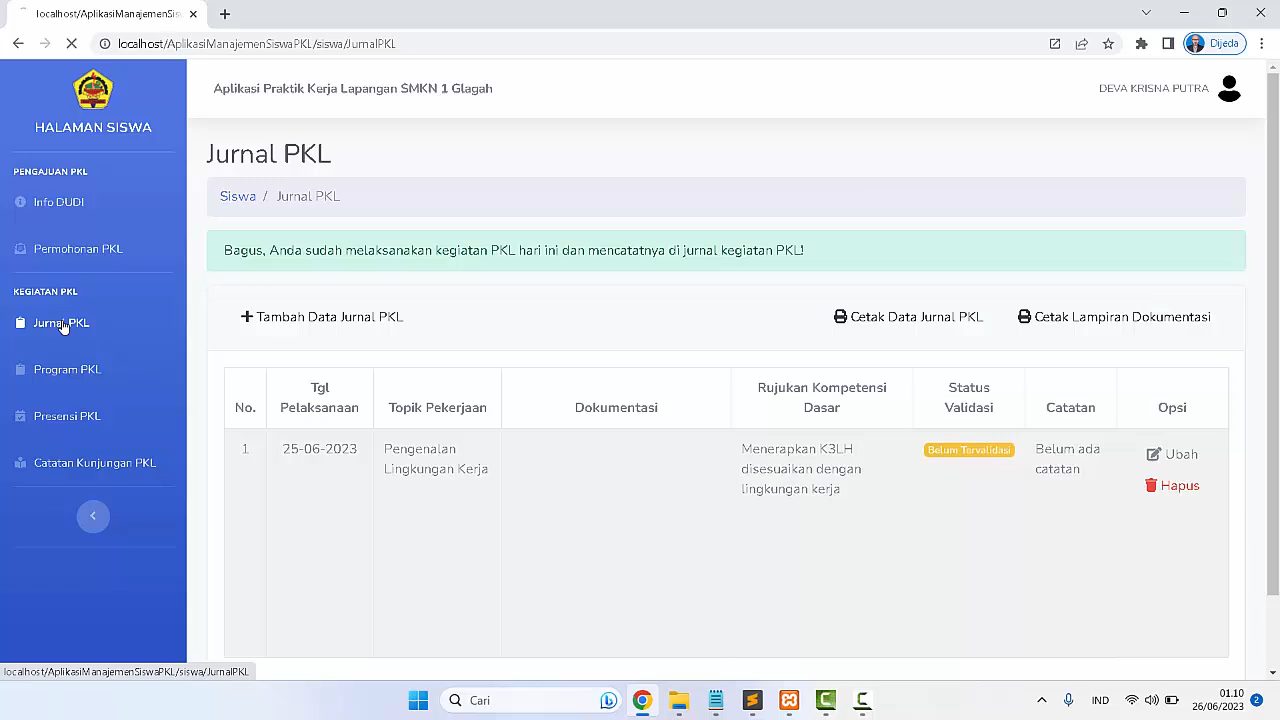 localhost/AplikasiManajemenSis
localhost/AplikasiManajemenSiswaPKL/siswa/JurnalPKL
Dijeda
HALAMAN SISWA
PENGAJUAN PKL
Info DUDI
Permohonan PKL
KEGIATAN PKL
Jurnal PKL
Program PKL
Presensi PKL
Catatan Kunjungan PKL
Aplikasi Praktik Kerja Lapangan SMKN 1 Glagah
DEVA KRISNA PUTRA
Jurnal PKL
Siswa / Jurnal PKL
Bagus, Anda sudah melaksanakan kegiatan PKL hari ini dan mencatatnya di jurnal kegiatan PKL!
Tambah Data Jurnal PKL
Cetak Data Jurnal PKL
Cetak Lampiran Dokumentasi
No.
Tgl
Pelaksanaan
Topik Pekerjaan
Dokumentasi
Rujukan Kompetensi
Dasar
Status
Validasi
Catatan
Opsi
1
25-06-2023
Pengenalan
Lingkungan Kerja
Menerapkan K3LH
disesuaikan dengan
lingkungan kerja
Belum Tervalidasi
Belum ada
catatan
Ubah
Hapus
localhost/AplikasiManajemenSiswaPKL/siswa/JurnalPKL
Cari
IND
01.10
26/06/2023
2